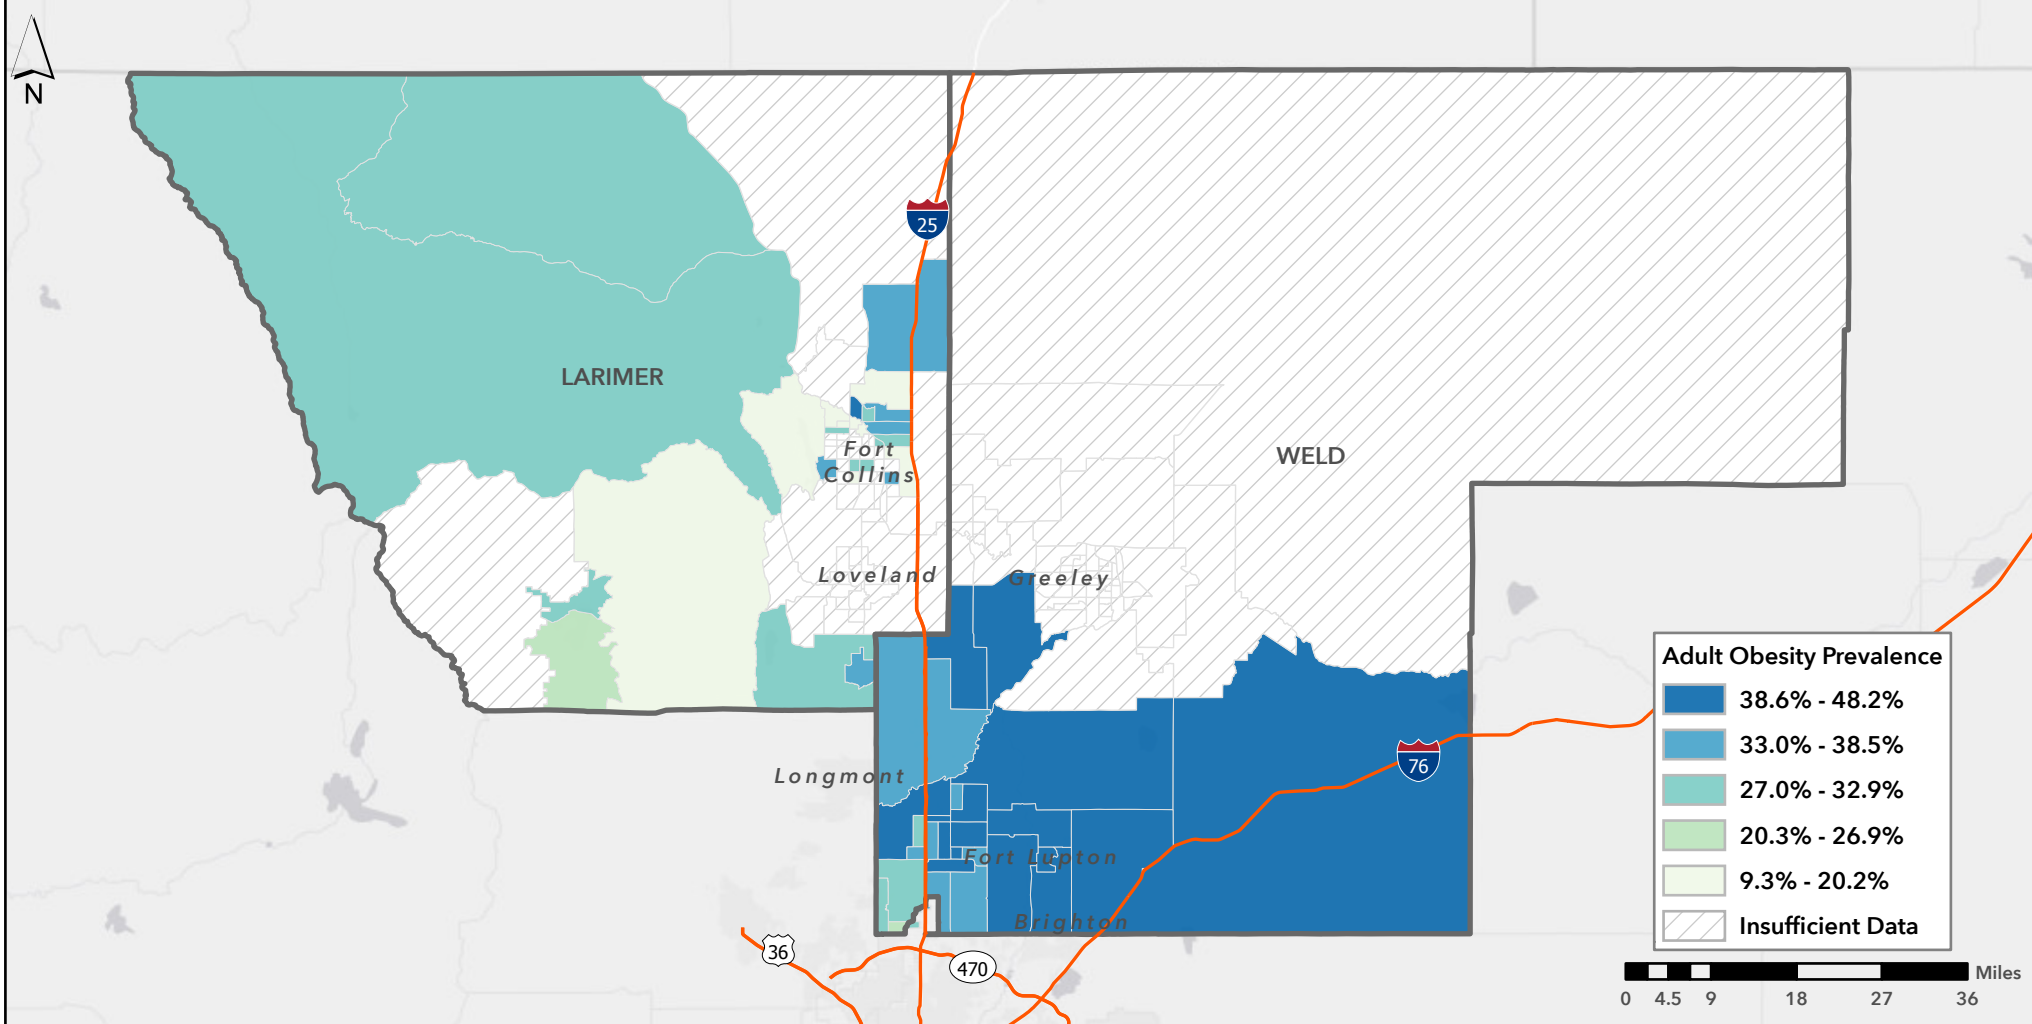 N
25
LARIMER
WELD
Fort
Collins
Loveland
Greeley
Longmont
76
Fort Lupton
Brighton
36
470
Adult Obesity Prevalence
38.6% - 48.2%
33.0% - 38.5%
27.0% - 32.9%
20.3% - 26.9%
9.3% - 20.2%
Insufficient Data
Miles
0 4.5 9 18 27 36